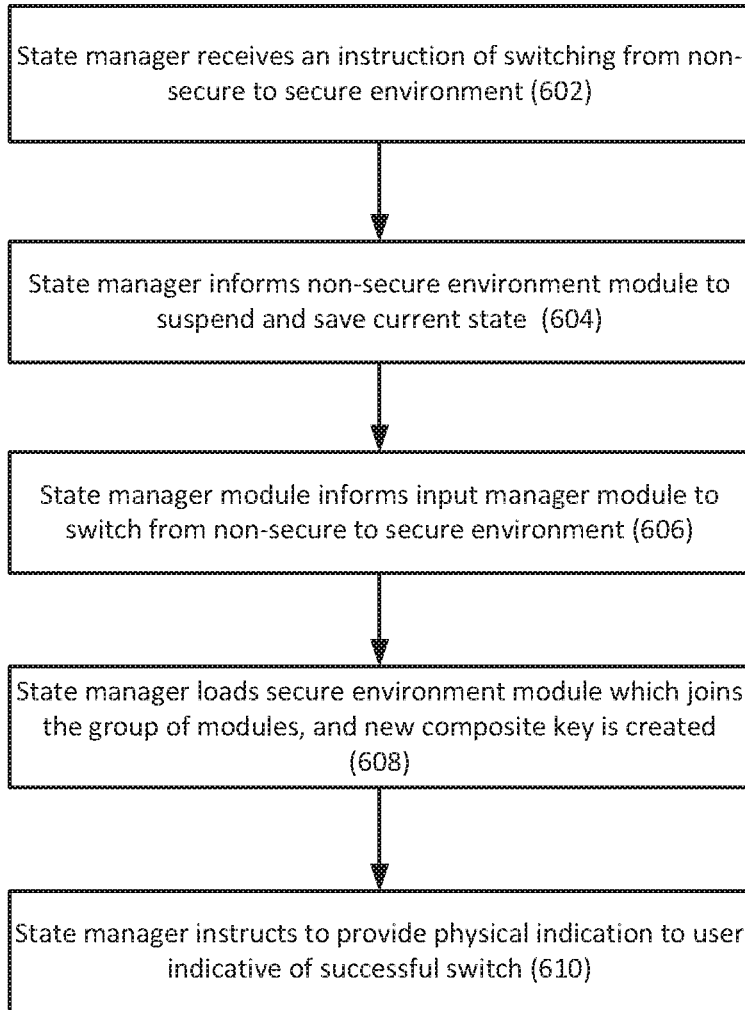 State manager receives an instruction of switching from non-
secure to secure environment (602)
State manager informs non-secure environment module to
suspend and save current state (604)
State manager module informs input manager module to
switch from non-secure to secure environment (606)
State manager loads secure environment module which joins
the group of modules, and new composite key is created
(608)
State manager instructs to provide physical indication to user
indicative of successful switch (610)